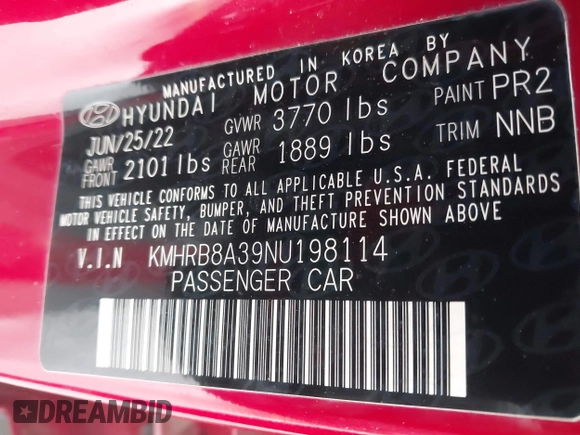 MANUFACTURED IN KOREA BY
HYUNDAI MOTOR COMPANY
JUN/25/22 GVWR 3770 lbs PAINT PR2
GAWR FRONT 2101 lbs GAWR REAR 1889 lbs TRIM NNB
THIS VEHICLE CONFORMS TO ALL APPLICABLE U.S.A. FEDERAL
MOTOR VEHICLE SAFETY, BUMPER, AND THEFT PREVENTION STANDARDS
IN EFFECT ON THE DATE OF MANUFACTURE SHOWN ABOVE
V.I.N KMHRB8A39NU198114
PASSENGER CAR
DREAMBID